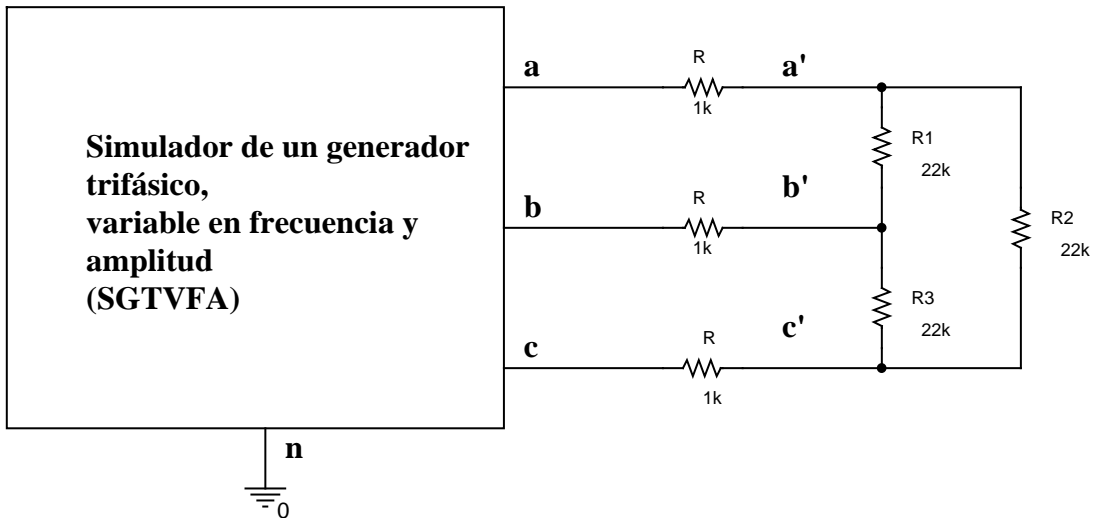 a
R
a'
1k
R1
22k
Simulador de un generador
trifásico,
variable en frecuencia y
amplitud
(SGTVFA)
b
R
b'
1k
R2
22k
R3
22k
c
R
c'
1k
n
0